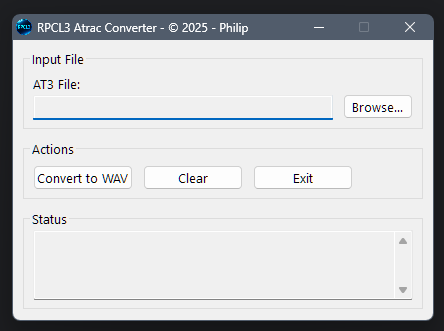 RPCL3 Atrac Converter - © 2025 - Philip
Input File
AT3 File:
Browse...
Actions
Convert to WAV
Clear
Exit
Status